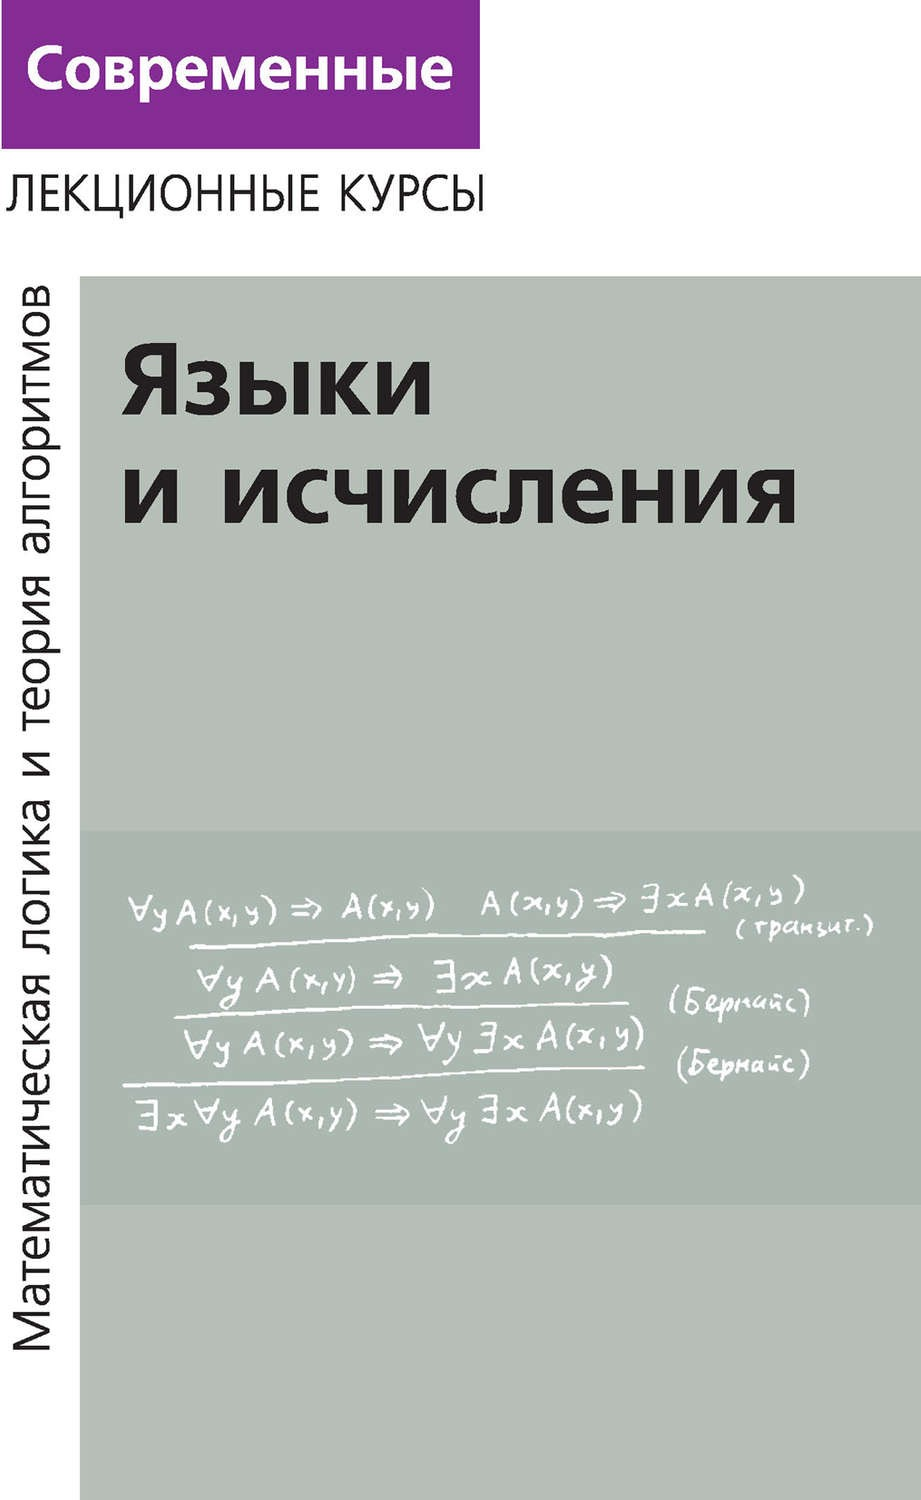 Современные
ЛЕКЦИОННЫЕ КУРСЫ
Математическая логика и теория алгоритмов
Языки
и исчисления
∀y A(x,y) ⇒ A(x,y) A(x,y) ⇒ ∃x A(x,y)
(транзит.)
∀y A(x,y) ⇒ ∃x A(x,y)
(Бернайс)
∀y A(x,y) ⇒ ∀y ∃x A(x,y)
(Бернайс)
∃x ∀y A(x,y) ⇒ ∀y ∃x A(x,y)